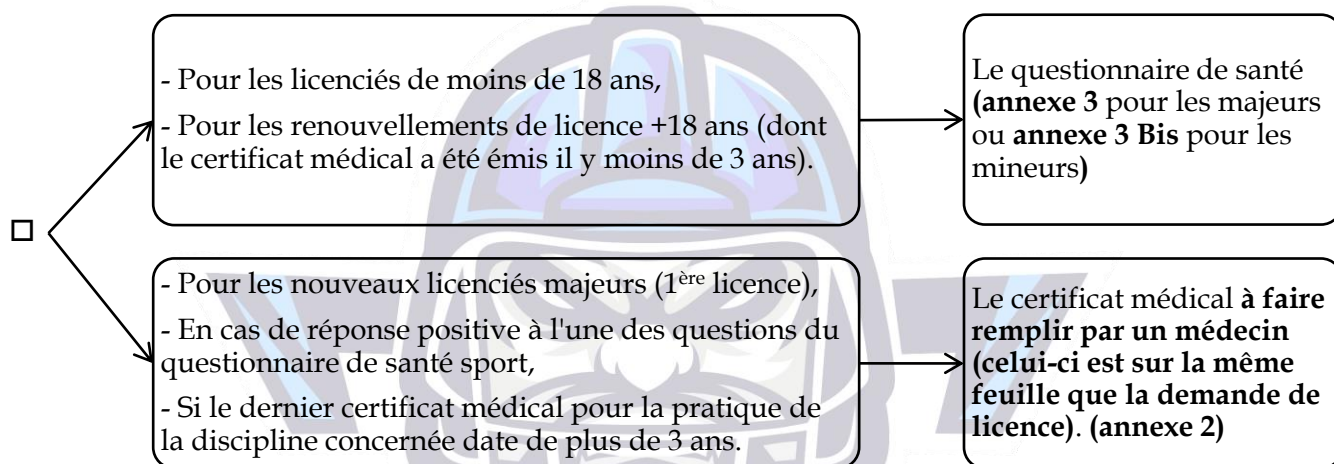 - Pour les licenciés de moins de 18 ans,
- Pour les renouvellements de licence +18 ans (dont
le certificat médical a été émis il y moins de 3 ans).
Le questionnaire de santé
(annexe 3 pour les majeurs
ou annexe 3 Bis pour les
mineurs)
- Pour les nouveaux licenciés majeurs (1ère licence),
- En cas de réponse positive à l'une des questions du
questionnaire de santé sport,
- Si le dernier certificat médical pour la pratique de
la discipline concernée date de plus de 3 ans.
Le certificat médical à faire
remplir par un médecin
(celui-ci est sur la même
feuille que la demande de
licence). (annexe 2)